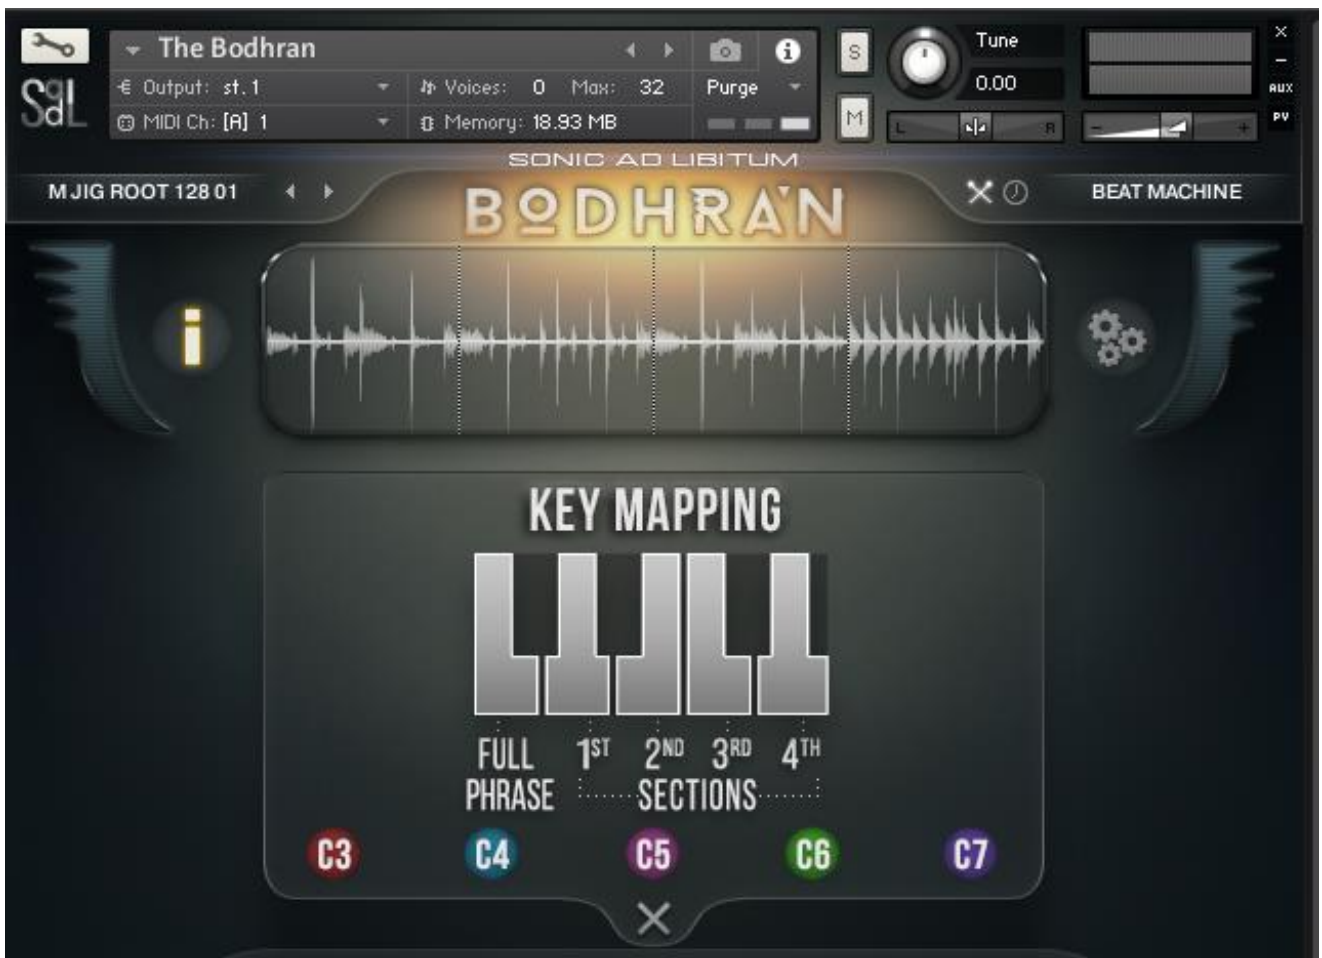 The Bodhran
S
Tune
×
SqdL
Output: st.1
Voices: 0 Max: 32
Purge
0.00
AUX
MIDI Ch: [A] 1
Memory: 18.93 MB
M
L
R
-
+
PV
SONIC AD LIBITUM
M JIG ROOT 128 01
BODHRÁN
BEAT MACHINE
i
KEY MAPPING
FULL PHRASE
1ST 2ND 3RD 4TH
SECTIONS
C3 C4 C5 C6 C7